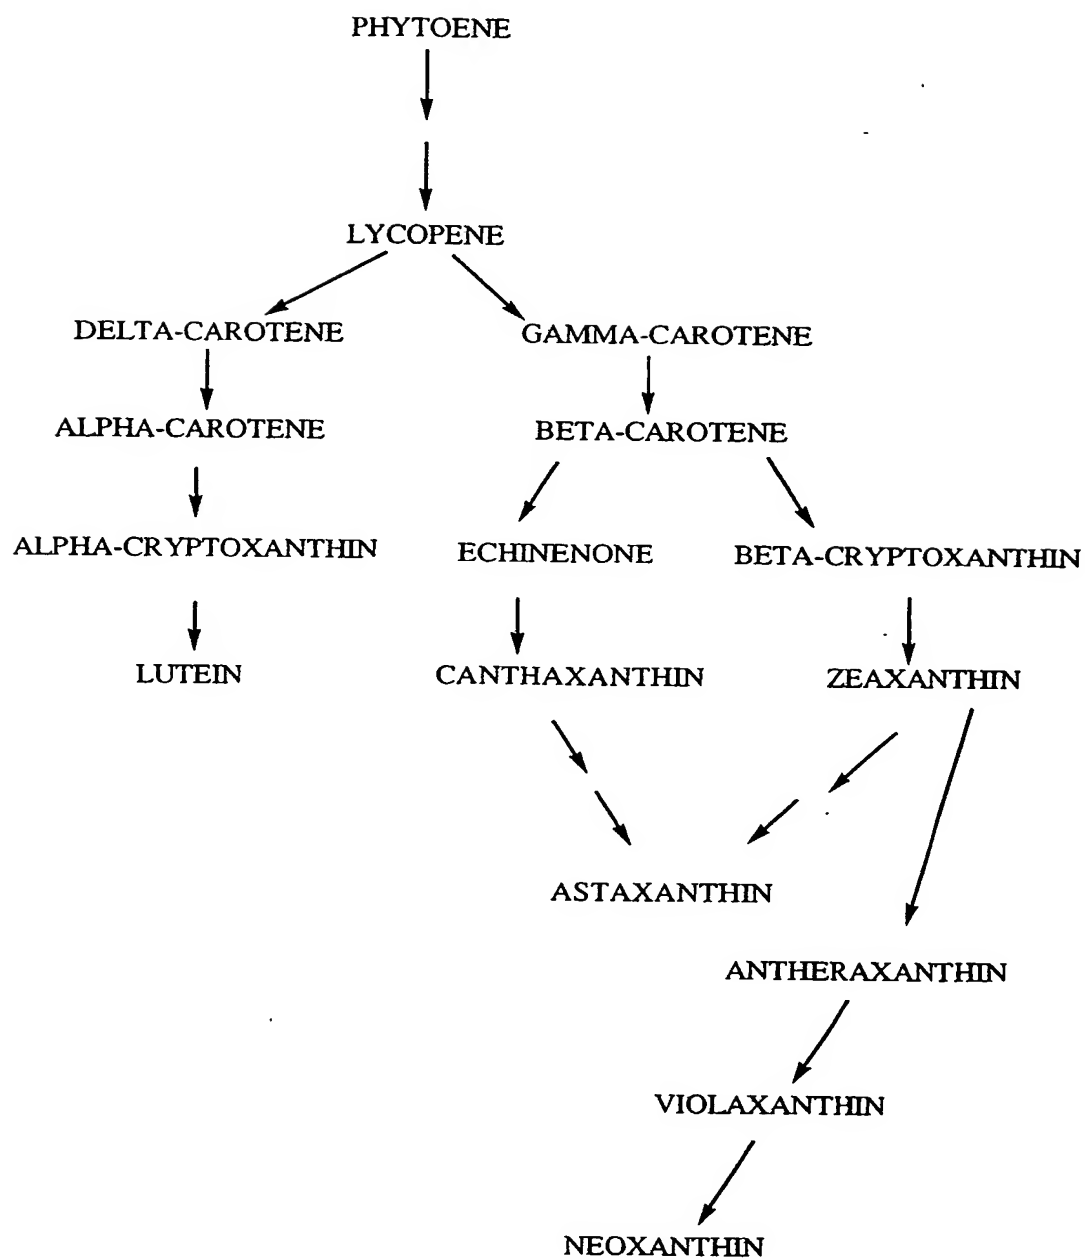 PHYTOENE
LYCOPENE
DELTA-CAROTENE
GAMMA-CAROTENE
ALPHA-CAROTENE
BETA-CAROTENE
ALPHA-CRYPTOXANTHIN
ECHINENONE
BETA-CRYPTOXANTHIN
LUTEIN
CANTHAXANTHIN
ZEAXANTHIN
ASTAXANTHIN
ANTHERAXANTHIN
VIOLAXANTHIN
NEOXANTHIN